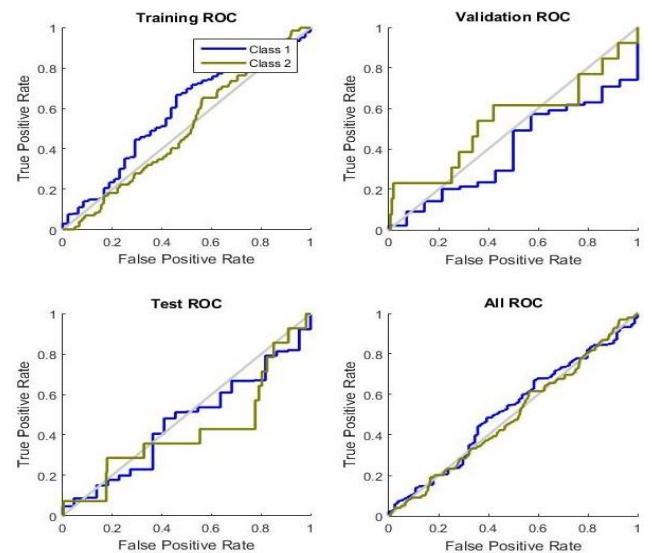 Training ROC
Class 1
Class 2
True Positive Rate
1
0.8
0.6
0.4
0.2
0
0 0.2 0.4 0.6 0.8 1
False Positive Rate
Validation ROC
True Positive Rate
1
0.8
0.6
0.4
0.2
0
0 0.2 0.4 0.6 0.8 1
False Positive Rate
Test ROC
True Positive Rate
1
0.8
0.6
0.4
0.2
0
0 0.2 0.4 0.6 0.8 1
False Positive Rate
All ROC
True Positive Rate
1
0.8
0.6
0.4
0.2
0
0 0.2 0.4 0.6 0.8 1
False Positive Rate